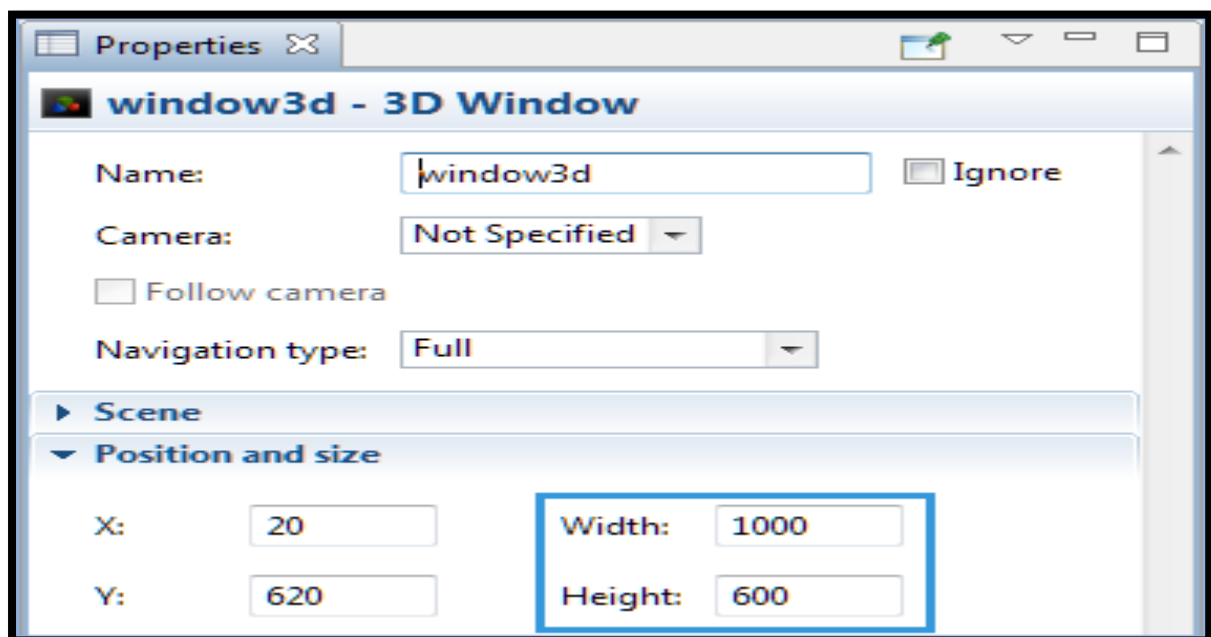 Properties
window3d - 3D Window
Name: window3d Ignore
Camera: Not Specified
Follow camera
Navigation type: Full
Scene
Position and size
X: 20 Width: 1000
Y: 620 Height: 600